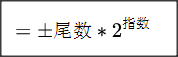 = ±尾数 * 2^指数